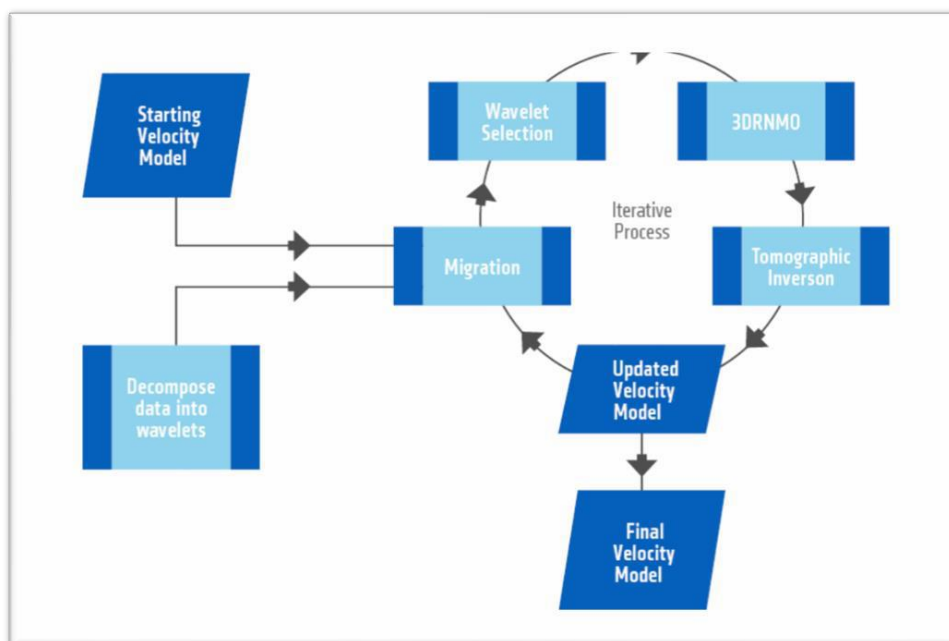 Starting
Velocity
Model
Wavelet
Selection
3DRNMO
Iterative
Process
Migration
Tomographic
Inverson
Decompose
data into
wavelets
Updated
Velocity
Model
Final
Velocity
Model